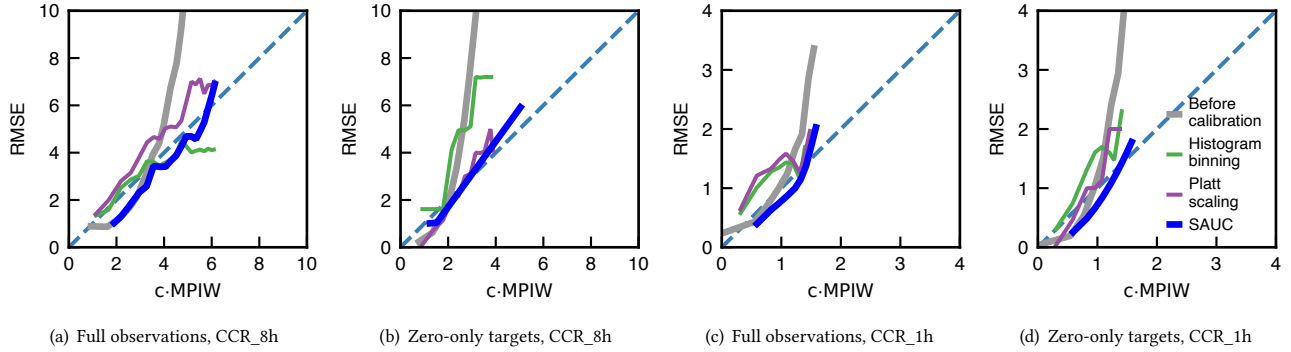 10
8
6
4
2
0
RMSE
0 2 4 6 8 10
c·MPIW
(a) Full observations, CCR_8h
10
8
6
4
2
0
RMSE
0 2 4 6 8 10
c·MPIW
(b) Zero-only targets, CCR_8h
4
3
2
1
0
RMSE
0 1 2 3 4
c·MPIW
(c) Full observations, CCR_1h
4
3
2
1
0
RMSE
0 1 2 3 4
c·MPIW
Before
calibration
Histogram
binning
Platt
scaling
SAUC
(d) Zero-only targets, CCR_1h